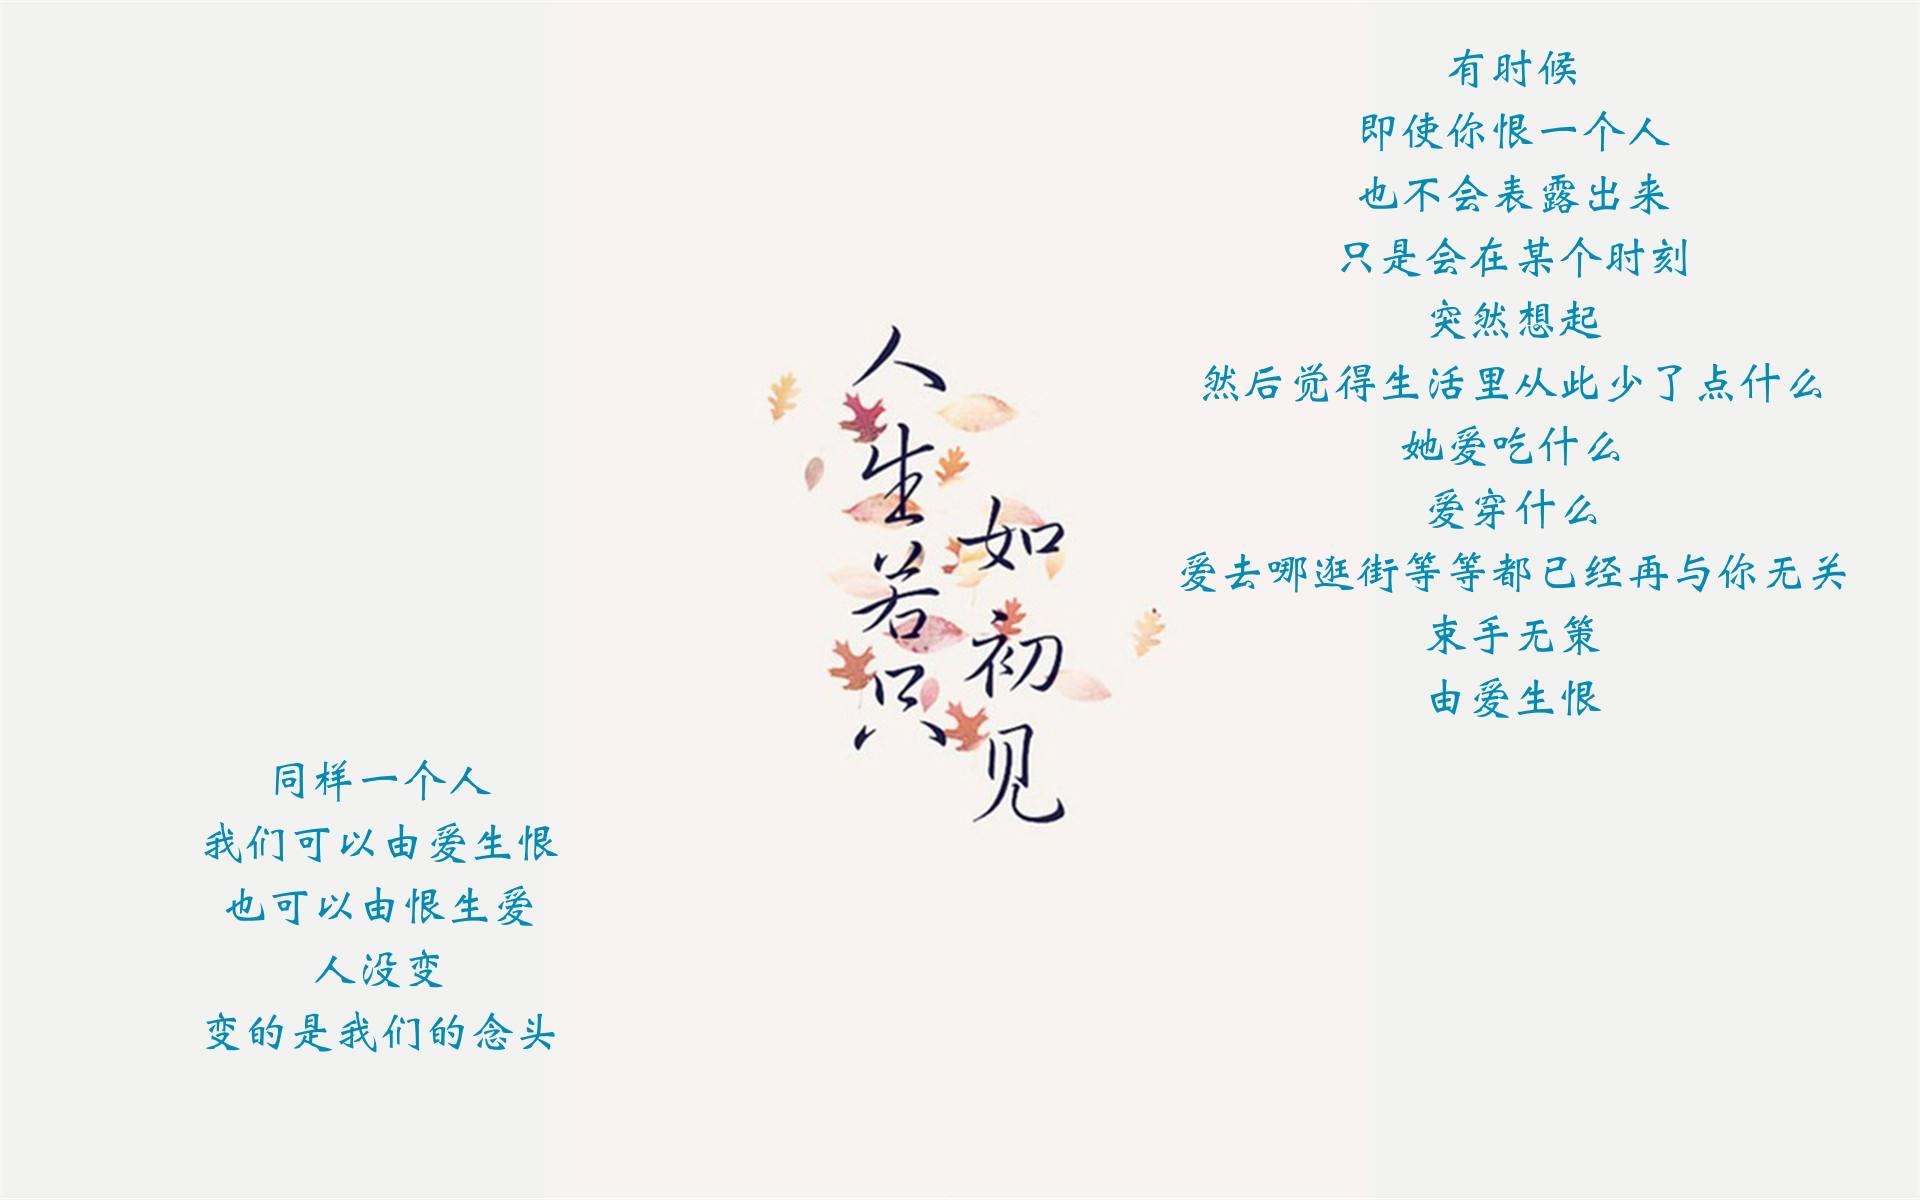 人生若只
如初见
有时候
即使你恨一个人
也不会表露出来
只是会在某个时刻
突然想起
然后觉得生活里从此少了点什么
她爱吃什么
爱穿什么
爱去哪逛街等等都已经再与你无关
束手无策
由爱生恨
同样一个人
我们可以由爱生恨
也可以由恨生爱
人没变
变的是我们的念头